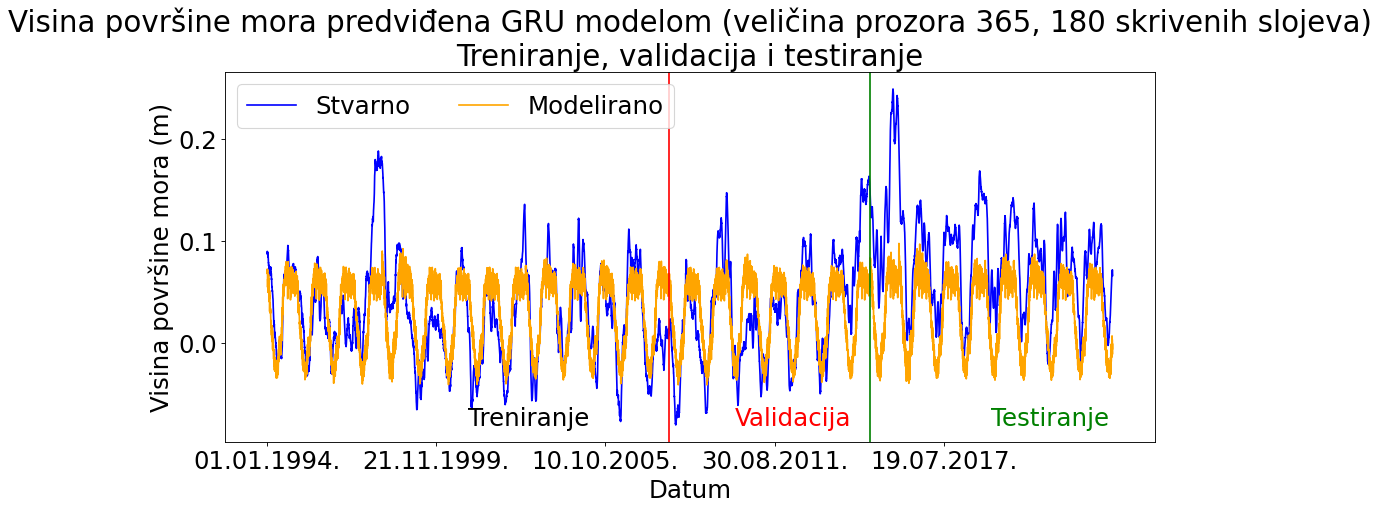 Visina površine mora predviđena GRU modelom (veličina prozora 365, 180 skrivenih slojeva)
Treniranje, validacija i testiranje
Stvarno Modelirano
Visina površine mora (m)
0.2
0.1
0.0
Treniranje Validacija Testiranje
01.01.1994. 21.11.1999. 10.10.2005. 30.08.2011. 19.07.2017.
Datum